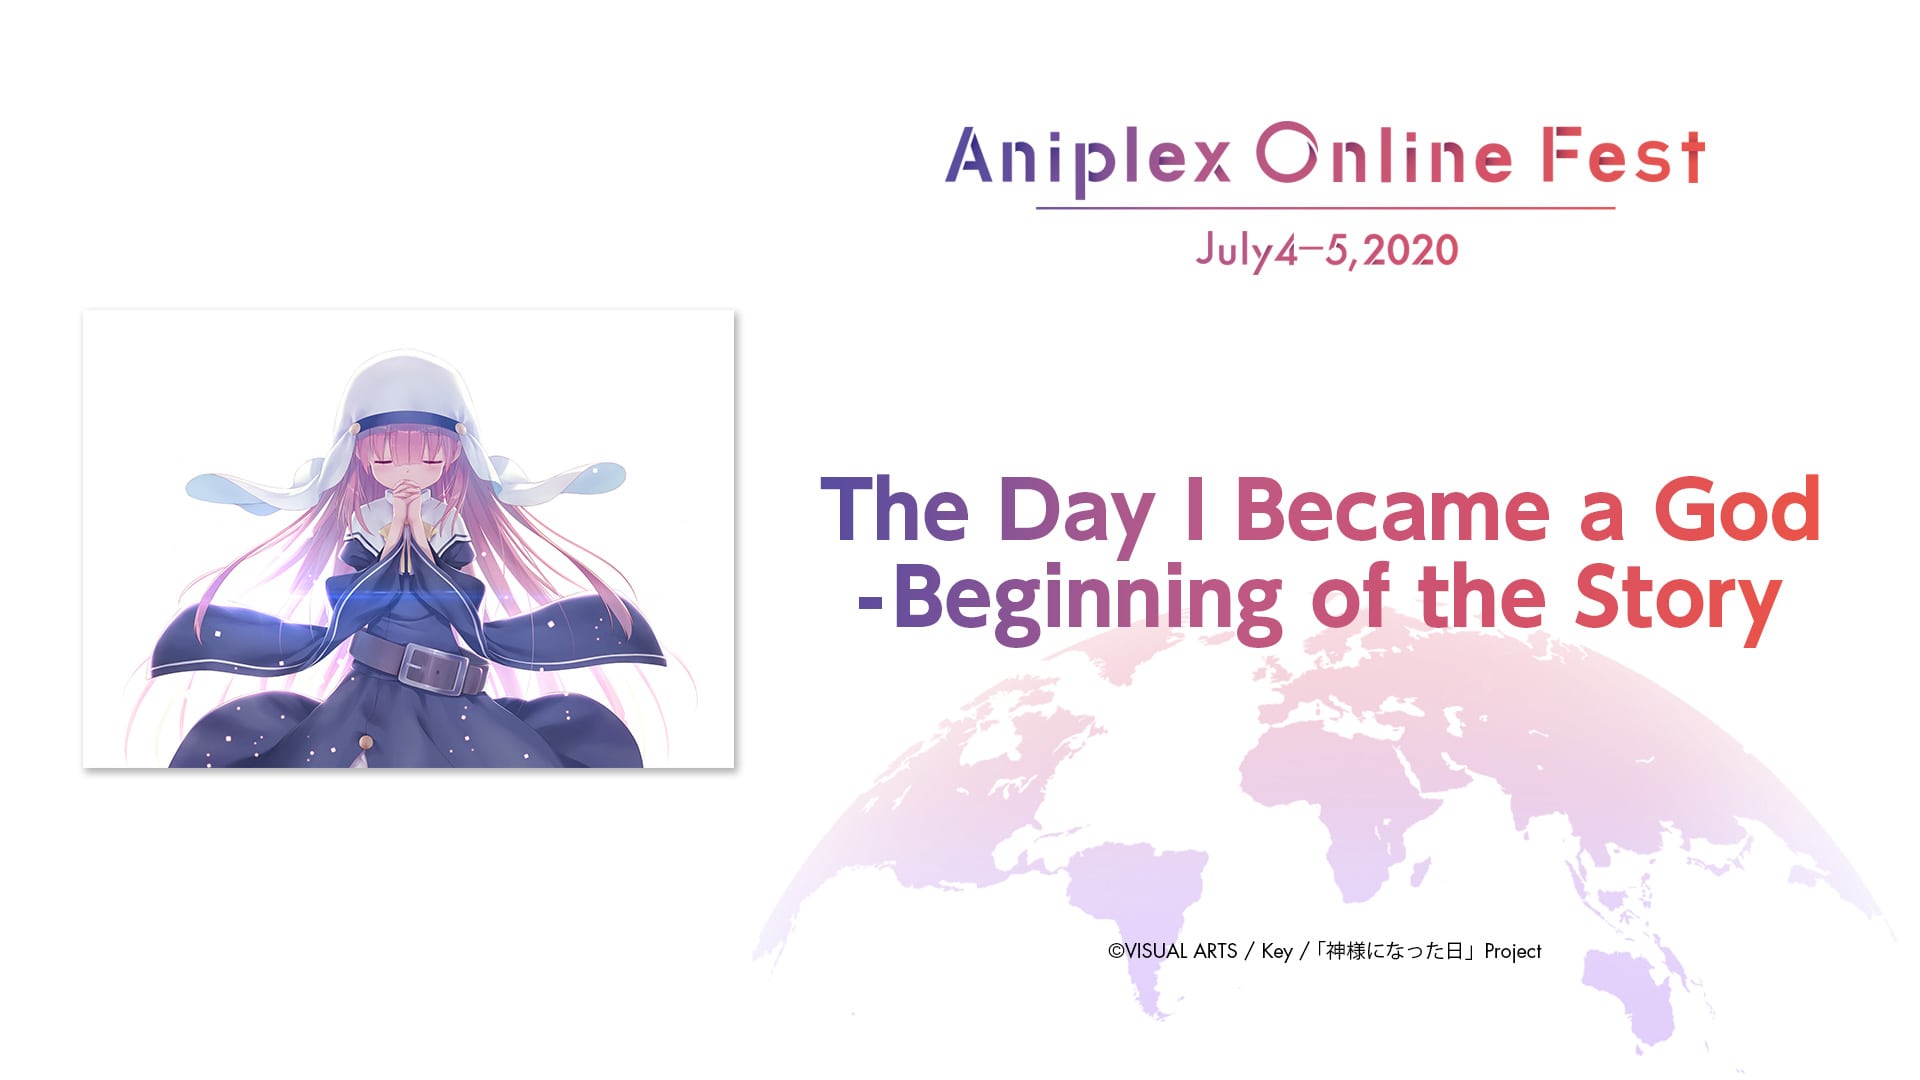 Aniplex Online Fest
July4–5,2020
The Day I Became a God
-Beginning of the Story
©VISUAL ARTS / Key /「神様になった日」Project